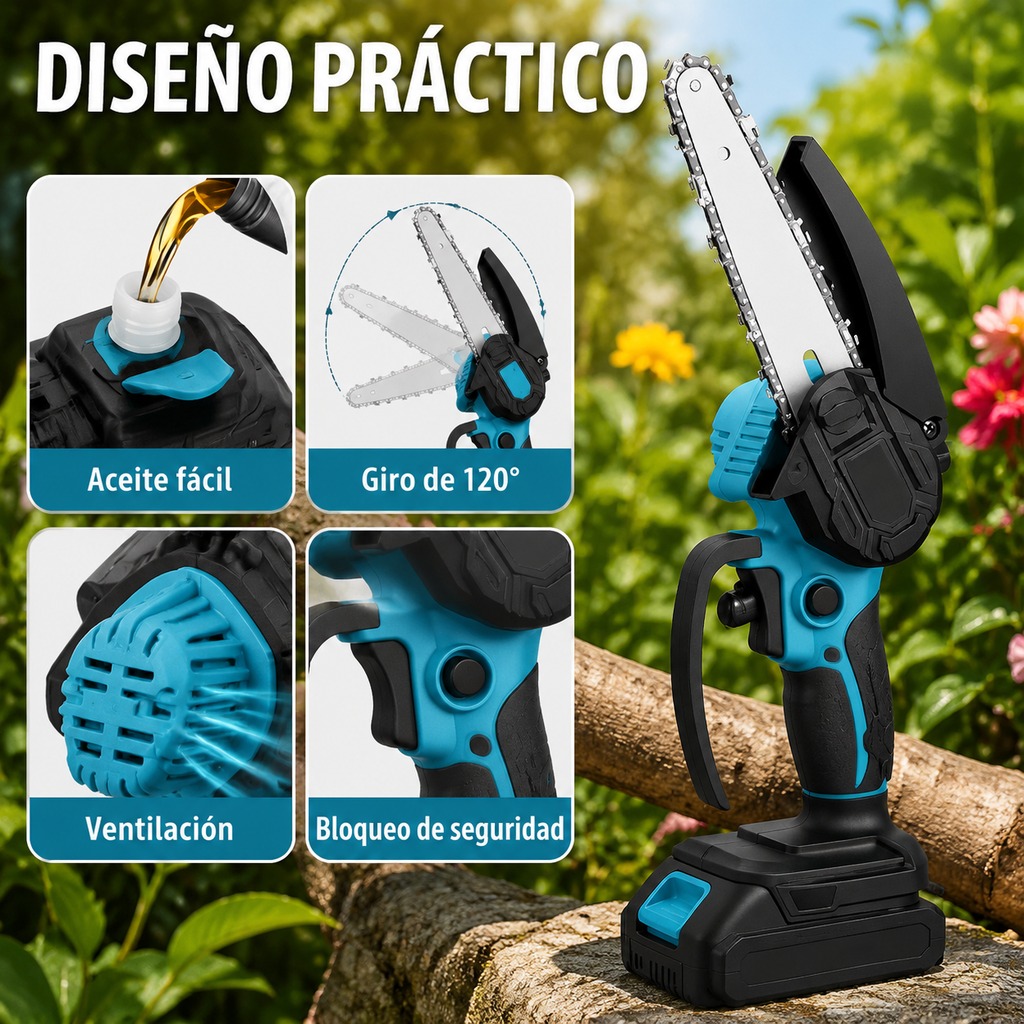 DISEÑO PRÁCTICO
Aceite fácil
Giro de 120°
Ventilación
Bloqueo de seguridad